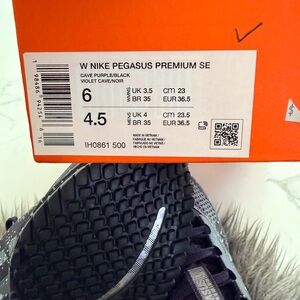 W NIKE PEGASUS PREMIUM SE
CAVE PURPLE/BLACK
VIOLET CAVE/NOIR
6 WMNS UK 3.5 cm 23
BR 35 EUR 36.5
4.5 UK 4 cm 23.5
BR 35 EUR 36.5
MADE IN VIETNAM
IH0861 500